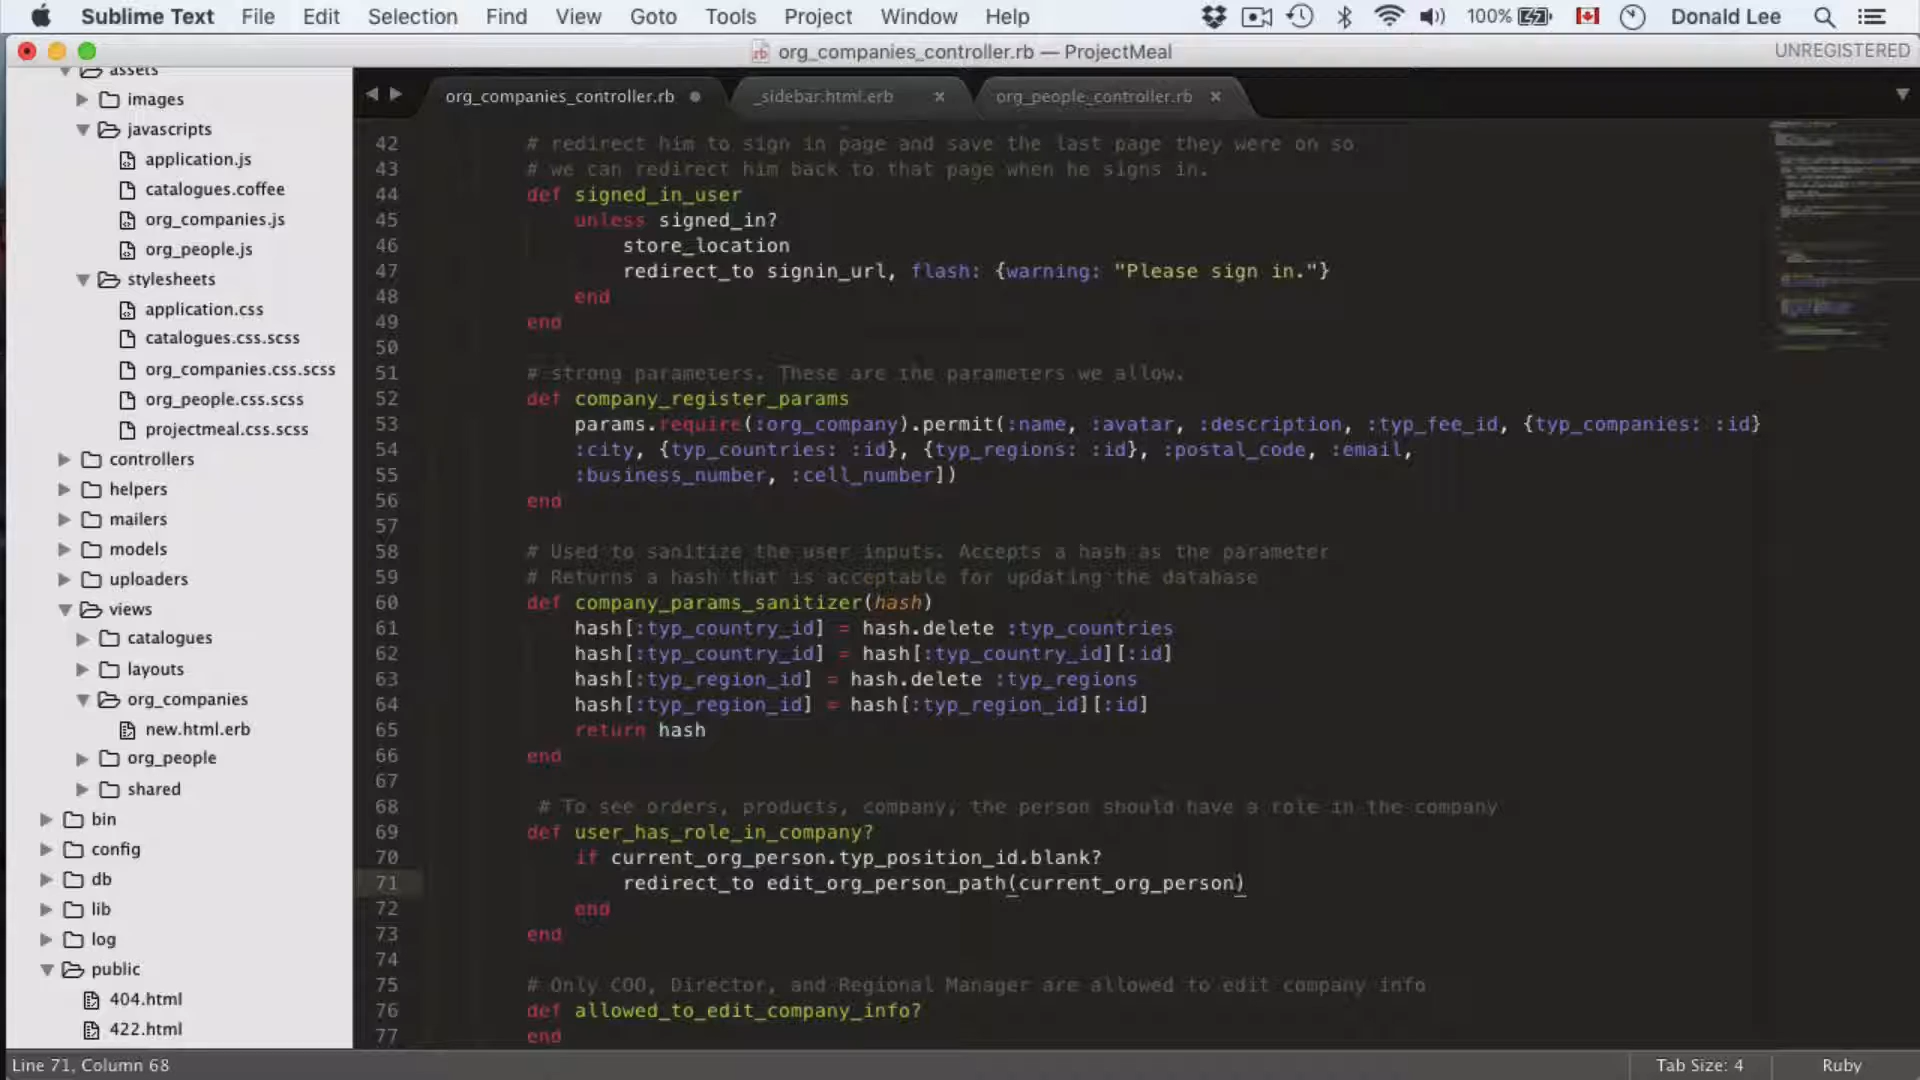 Sublime Text File Edit Selection Find View Goto Tools Project Window Help 100% Donald Lee
org_companies_controller.rb — ProjectMeal UNREGISTERED
assets
images
javascripts
application.js
catalogues.coffee
org_companies.js
org_people.js
stylesheets
application.css
catalogues.css.scss
org_companies.css.scss
org_people.css.scss
projectmeal.css.scss
controllers
helpers
mailers
models
uploaders
views
catalogues
layouts
org_companies
new.html.erb
org_people
shared
bin
config
db
lib
log
public
404.html
422.html
org_companies_controller.rb _sidebar.html.erb org_people_controller.rb
42 # redirect him to sign in page and save the last page they were on so
43 # we can redirect him back to that page when he signs in.
44 def signed_in_user
45 unless signed_in?
46 store_location
47 redirect_to signin_url, flash: {warning: "Please sign in."}
48 end
49 end
50
51 # strong parameters. These are the parameters we allow.
52 def company_register_params
53 params.require(:org_company).permit(:name, :avatar, :description, :typ_fee_id, {typ_companies: :id}
54 :city, {typ_countries: :id}, {typ_regions: :id}, :postal_code, :email,
55 :business_number, :cell_number])
56 end
57
58 # Used to sanitize the user inputs. Accepts a hash as the parameter
59 # Returns a hash that is acceptable for updating the database
60 def company_params_sanitizer(hash)
61 hash[:typ_country_id] = hash.delete :typ_countries
62 hash[:typ_country_id] = hash[:typ_country_id][:id]
63 hash[:typ_region_id] = hash.delete :typ_regions
64 hash[:typ_region_id] = hash[:typ_region_id][:id]
65 return hash
66 end
67
68 # To see orders, products, company, the person should have a role in the company
69 def user_has_role_in_company?
70 if current_org_person.typ_position_id.blank?
71 redirect_to edit_org_person_path(current_org_person)
72 end
73 end
74
75 # Only COO, Director, and Regional Manager are allowed to edit company info
76 def allowed_to_edit_company_info?
77 end
Line 71, Column 68 Tab Size: 4 Ruby